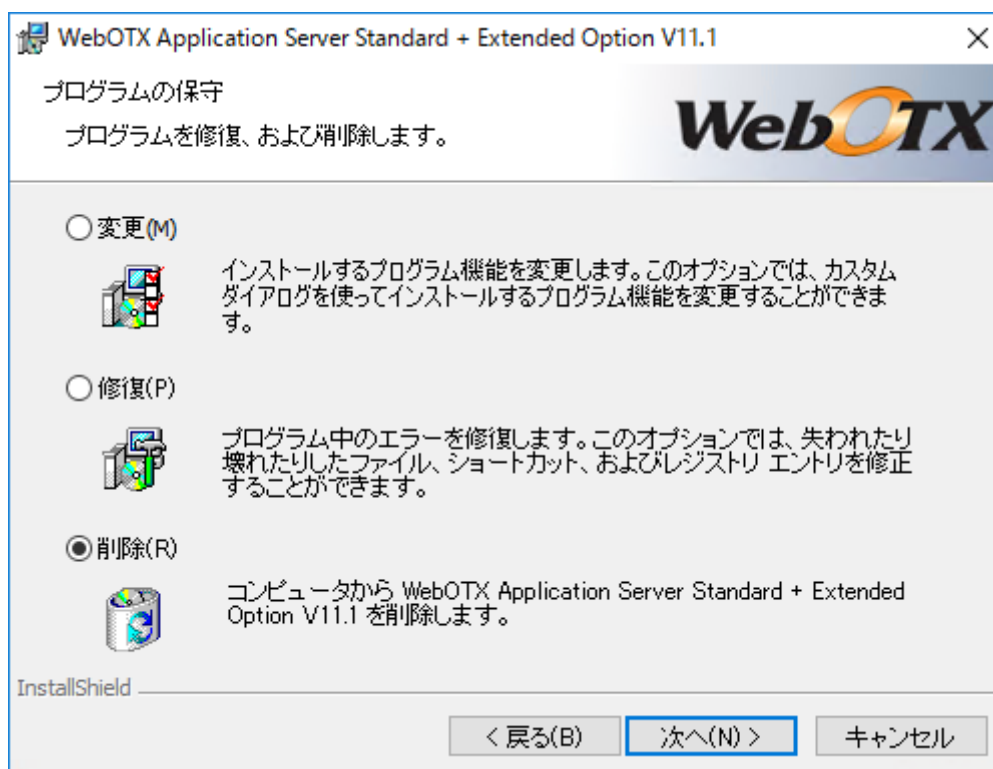 WebOTX Application Server Standard + Extended Option V11.1
プログラムの保守
プログラムを修復、および削除します。
WebOTX
変更(M)
インストールするプログラム機能を変更します。このオプションでは、カスタム
ダイアログを使ってインストールするプログラム機能を変更することができま
す。
修復(P)
プログラム中のエラーを修復します。このオプションでは、失われたり
壊れたりしたファイル、ショートカット、およびレジストリ エントリを修正
することができます。
削除(R)
コンピュータから WebOTX Application Server Standard + Extended
Option V11.1 を削除します。
InstallShield
< 戻る(B)
次へ(N) >
キャンセル